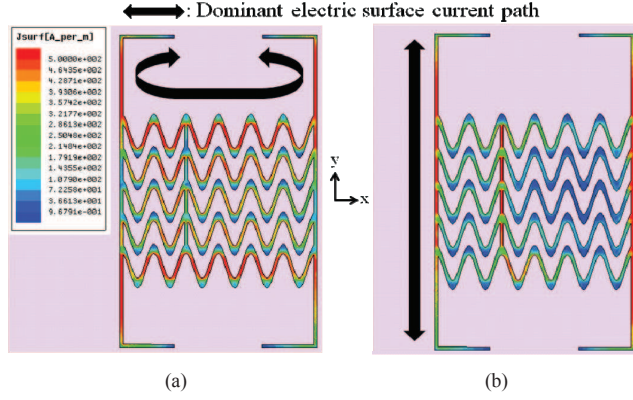 : Dominant electric surface current path
Jsurf[A_per_m]
5.0000e+002
4.6435e+002
4.2871e+002
3.9306e+002
3.5742e+002
3.2177e+002
2.8613e+002
2.5048e+002
2.1484e+002
1.7919e+002
1.4355e+002
1.0790e+002
7.2258e+001
3.6613e+001
9.6791e-001
y
x
(a)
(b)